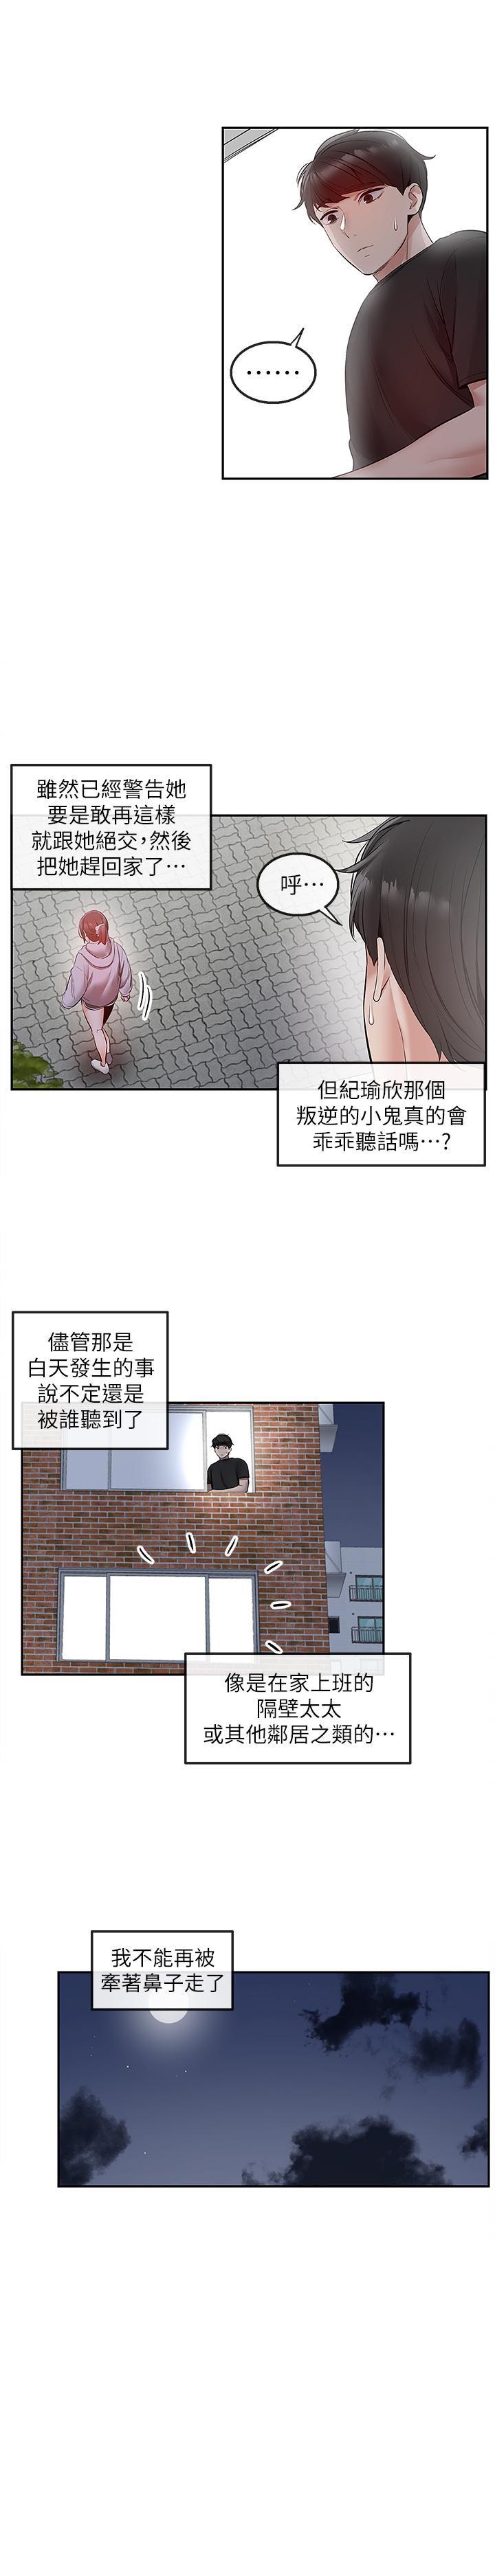 ······
雖然已經警告她
要是敢再這樣
就跟她絕交,然後
把她趕回家了…
呼…
但紀瑜欣那個
叛逆的小鬼真的會
乖乖聽話嗎…?
儘管那是
白天發生的事
說不定還是
被誰聽到了
像是在家上班的
隔壁太太
或其他鄰居之類的…
我不能再被
牽著鼻子走了